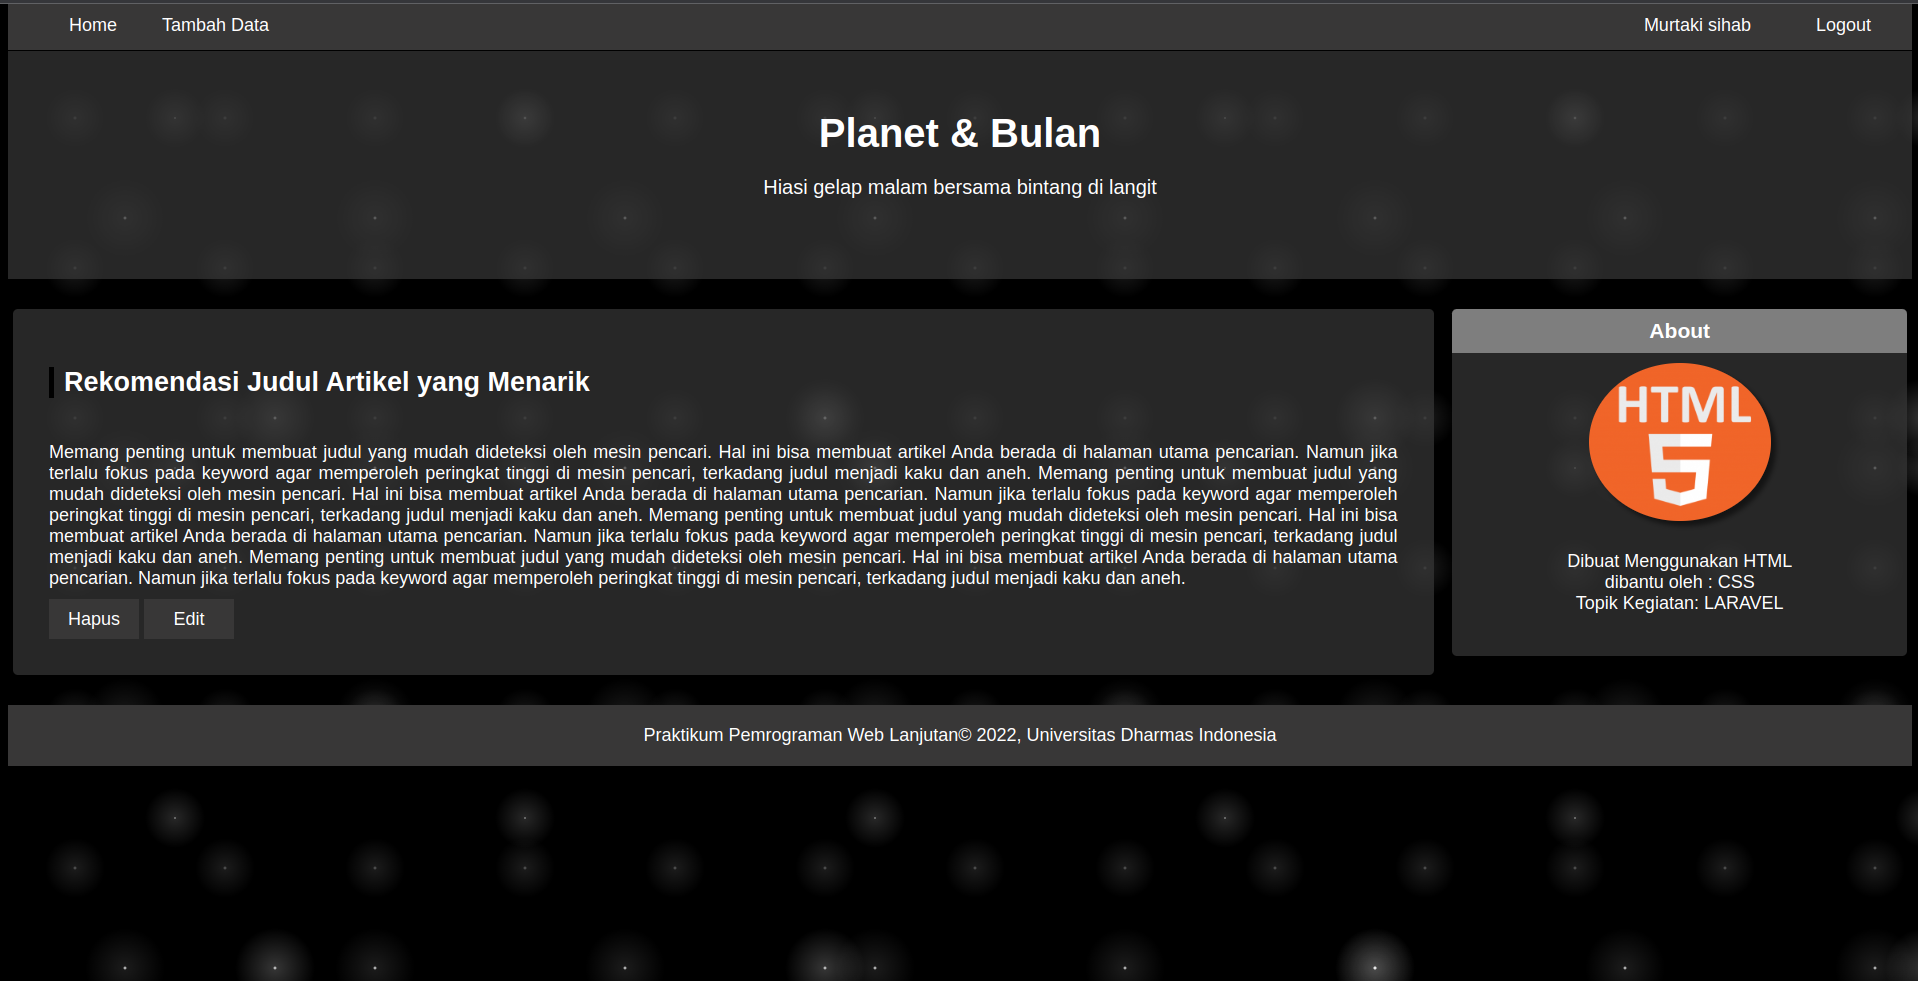 Home Tambah Data Murtaki sihab Logout
Planet & Bulan
Hiasi gelap malam bersama bintang di langit
Rekomendasi Judul Artikel yang Menarik
Memang penting untuk membuat judul yang mudah dideteksi oleh mesin pencari. Hal ini bisa membuat artikel Anda berada di halaman utama pencarian. Namun jika
terlalu fokus pada keyword agar memperoleh peringkat tinggi di mesin pencari, terkadang judul menjadi kaku dan aneh. Memang penting untuk membuat judul yang
mudah dideteksi oleh mesin pencari. Hal ini bisa membuat artikel Anda berada di halaman utama pencarian. Namun jika terlalu fokus pada keyword agar memperoleh
peringkat tinggi di mesin pencari, terkadang judul menjadi kaku dan aneh. Memang penting untuk membuat judul yang mudah dideteksi oleh mesin pencari. Hal ini bisa
membuat artikel Anda berada di halaman utama pencarian. Namun jika terlalu fokus pada keyword agar memperoleh peringkat tinggi di mesin pencari, terkadang judul
menjadi kaku dan aneh. Memang penting untuk membuat judul yang mudah dideteksi oleh mesin pencari. Hal ini bisa membuat artikel Anda berada di halaman utama
pencarian. Namun jika terlalu fokus pada keyword agar memperoleh peringkat tinggi di mesin pencari, terkadang judul menjadi kaku dan aneh.
Hapus Edit
About
HTML
5
Dibuat Menggunakan HTML
dibantu oleh : CSS
Topik Kegiatan: LARAVEL
Praktikum Pemrograman Web Lanjutan© 2022, Universitas Dharmas Indonesia